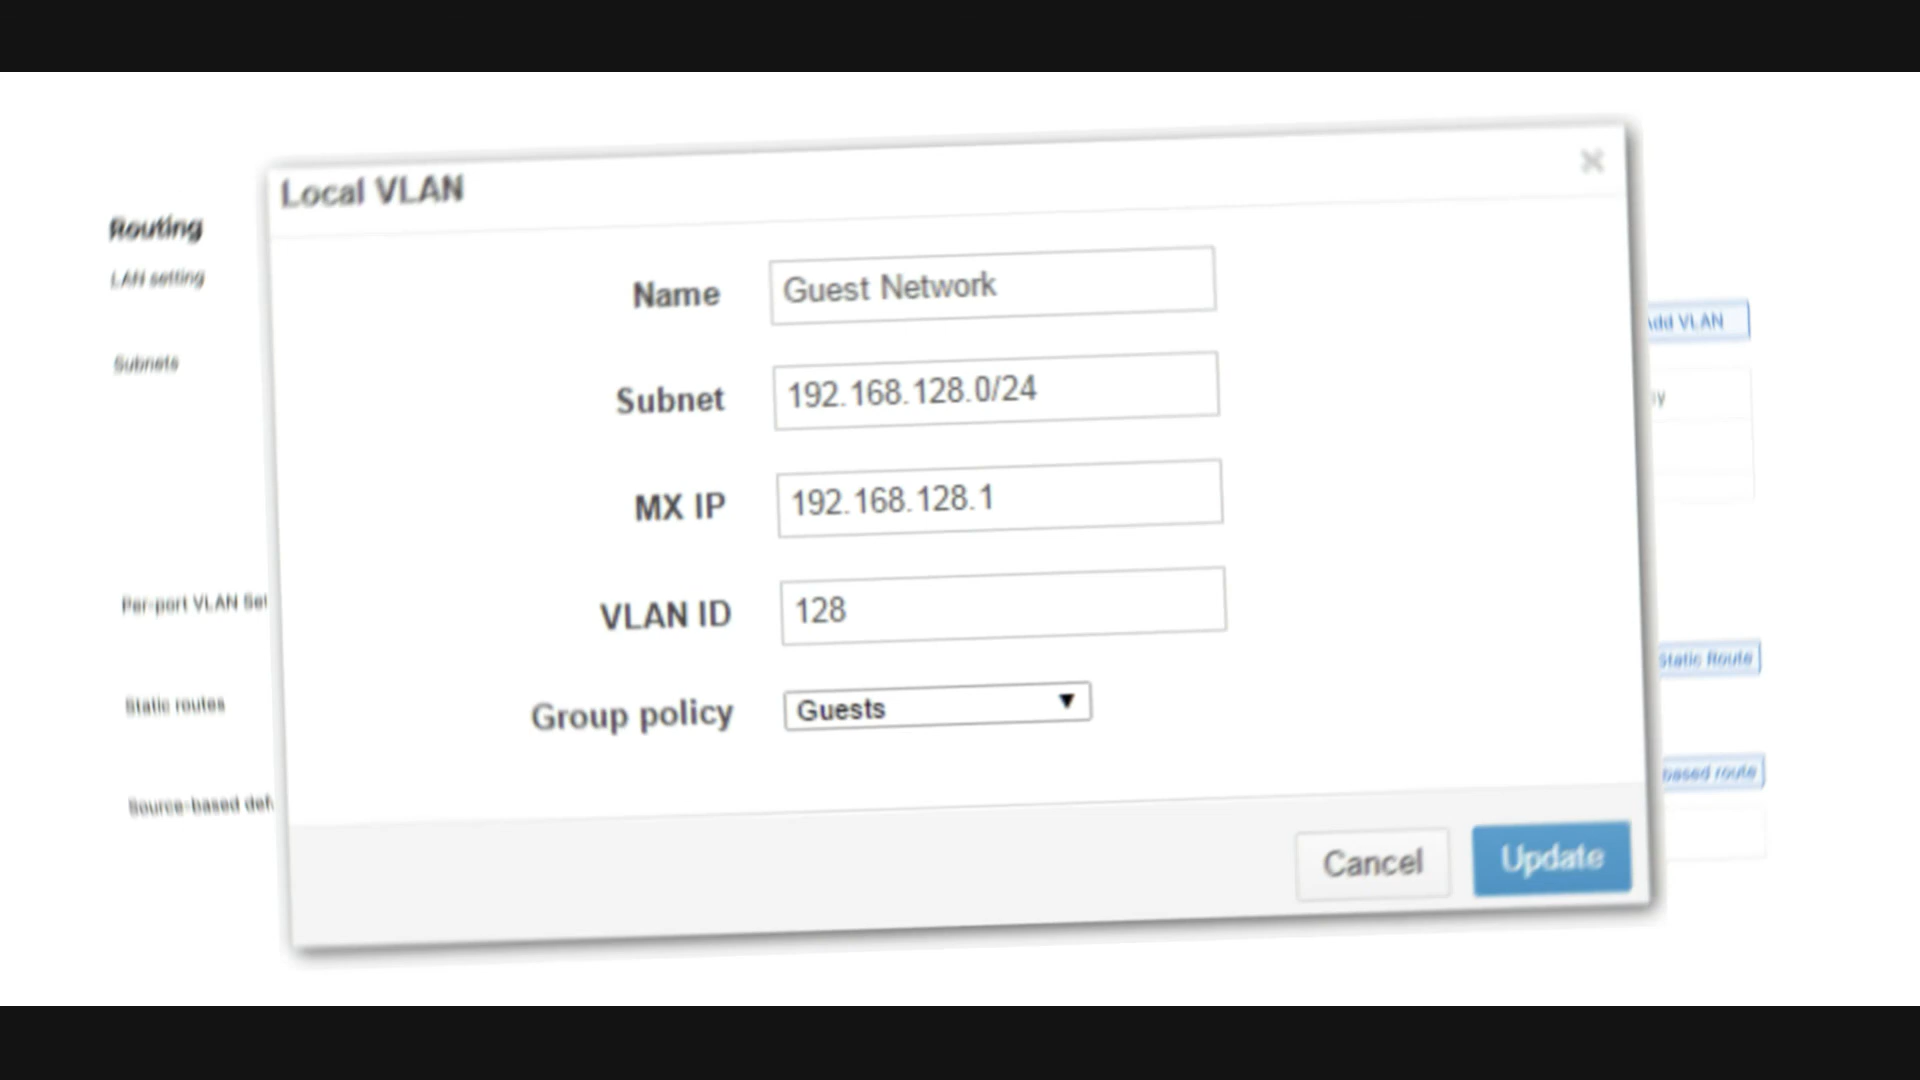 Local VLAN
Routing
LAN setting
Subnets
Name Guest Network
Subnet 192.168.128.0/24
MX IP 192.168.128.1
VLAN ID 128
Group policy Guests
Cancel Update
Add VLAN
Per-port VLAN Set
Static routes
Static Route
Source-based def
based route